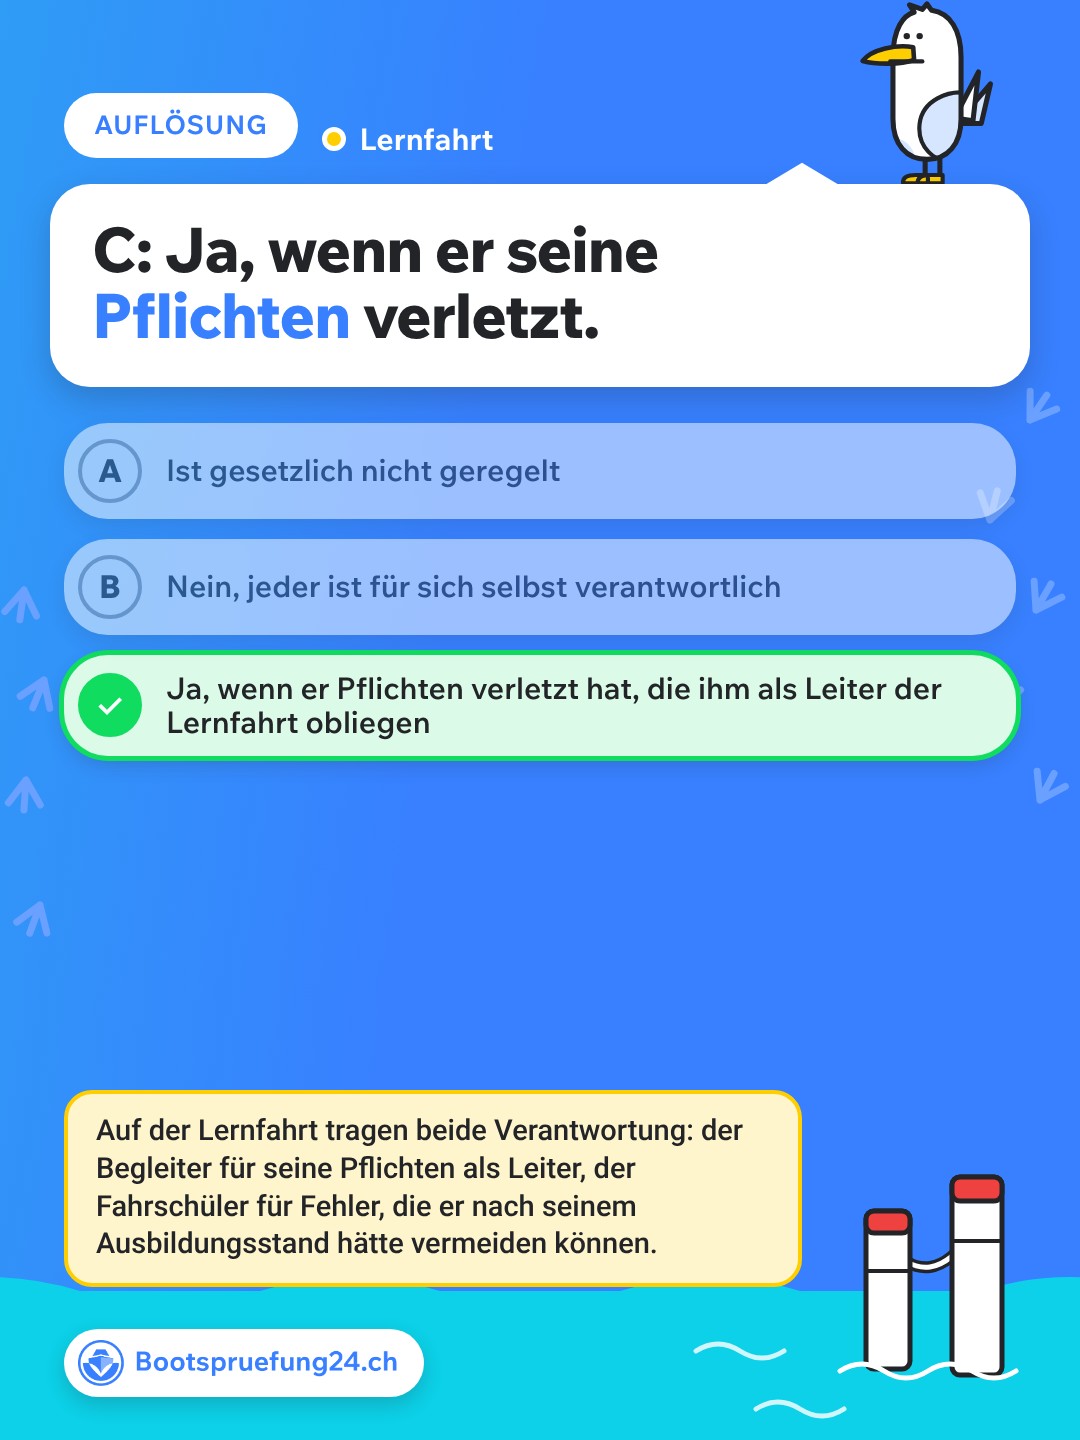 AUFLÖSUNG
Lernfahrt
C: Ja, wenn er seine
Pflichten verletzt.
A Ist gesetzlich nicht geregelt
B Nein, jeder ist für sich selbst verantwortlich
Ja, wenn er Pflichten verletzt hat, die ihm als Leiter der
Lernfahrt obliegen
Auf der Lernfahrt tragen beide Verantwortung: der
Begleiter für seine Pflichten als Leiter, der
Fahrschüler für Fehler, die er nach seinem
Ausbildungsstand hätte vermeiden können.
Bootspruefung24.ch